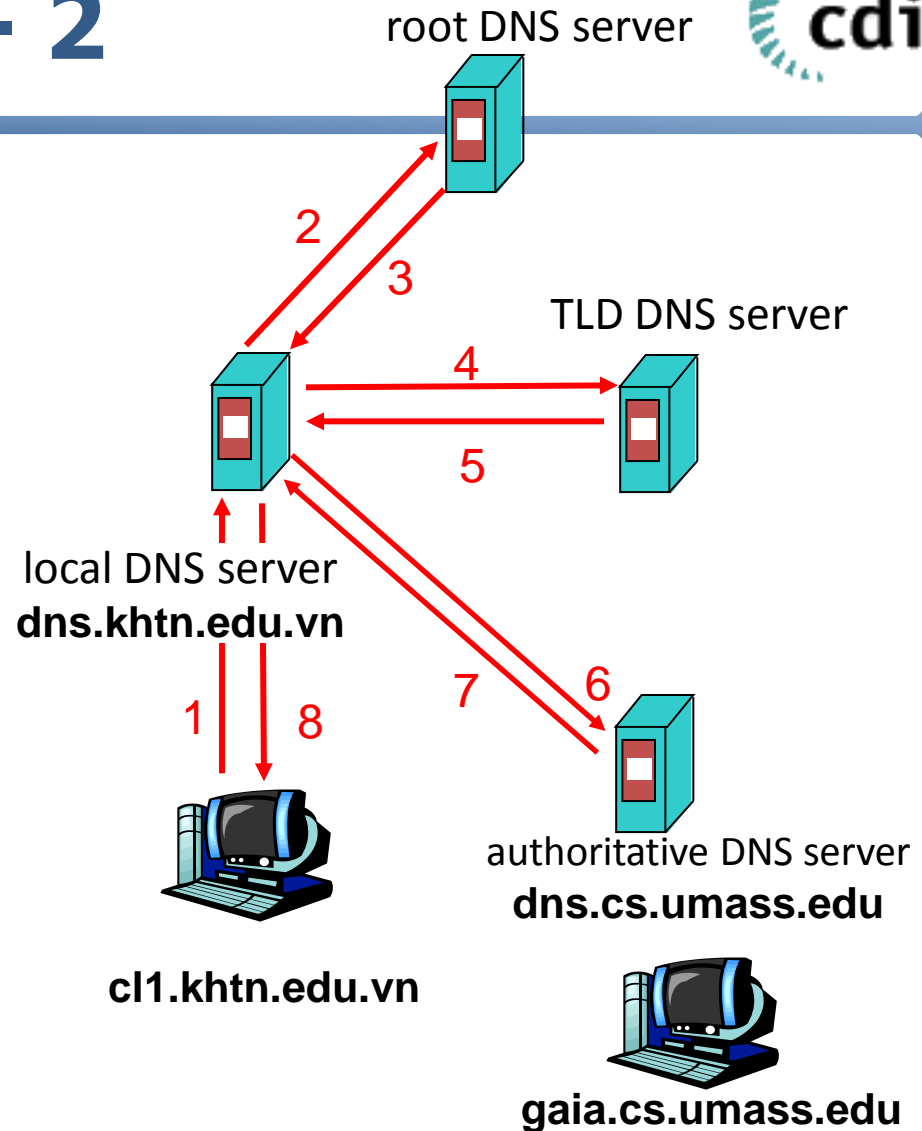 2
root DNS server
cdi
2
3
TLD DNS server
4
5
local DNS server
dns.khtn.edu.vn
1
8
7
6
authoritative DNS server
dns.cs.umass.edu
cl1.khtn.edu.vn
gaia.cs.umass.edu